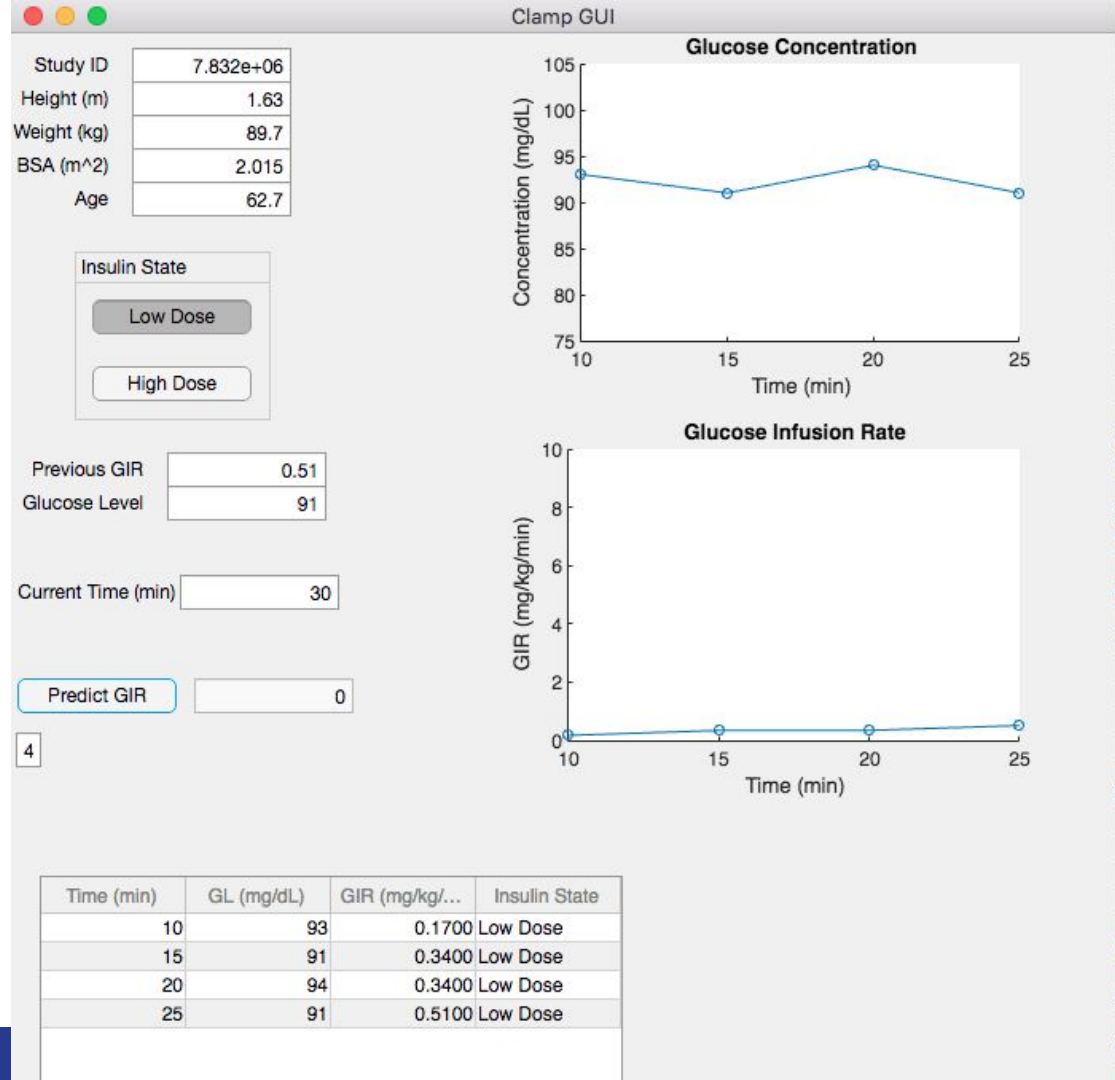 Clamp GUI
Study ID 7.832e+06
Height (m) 1.63
Weight (kg) 89.7
BSA (m^2) 2.015
Age 62.7
Insulin State
Low Dose
High Dose
Previous GIR 0.51
Glucose Level 91
Current Time (min) 30
Predict GIR 0
4
Glucose Concentration
Concentration (mg/dL)
105
100
95
90
85
80
75
10 15 20 25
Time (min)
Glucose Infusion Rate
GIR (mg/kg/min)
10
8
6
4
2
0
10 15 20 25
Time (min)
Time (min) GL (mg/dL) GIR (mg/kg/... Insulin State
10 93 0.1700 Low Dose
15 91 0.3400 Low Dose
20 94 0.3400 Low Dose
25 91 0.5100 Low Dose